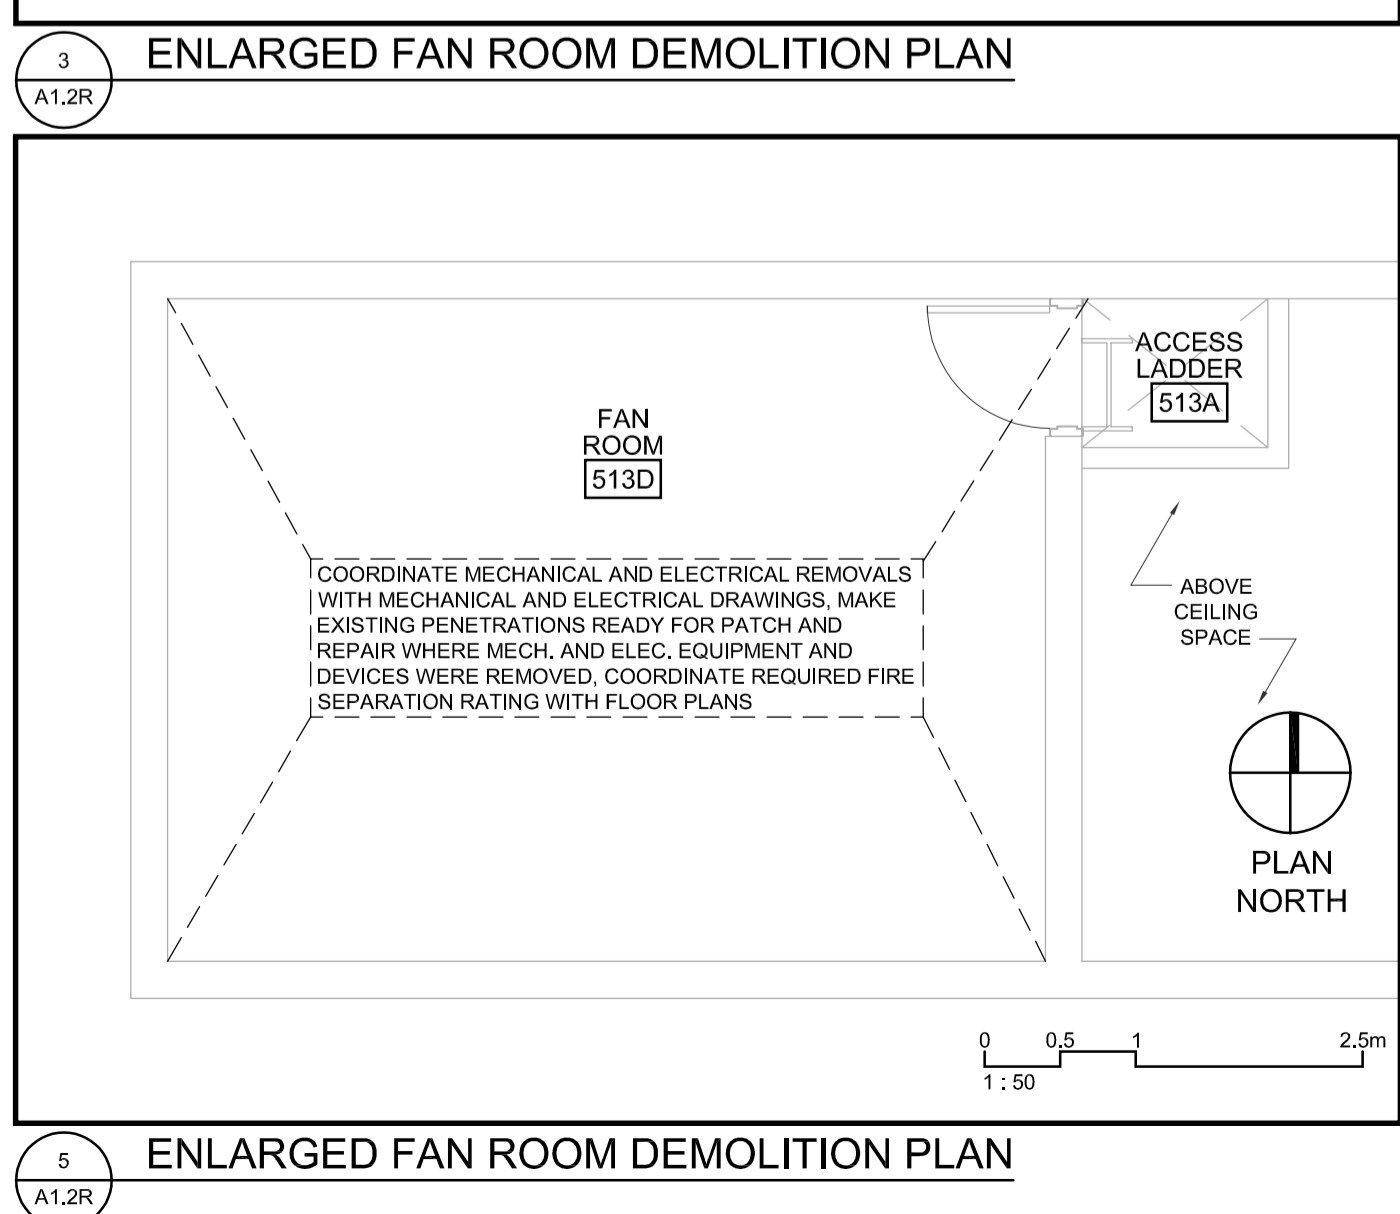 3
A1.2R
ENLARGED FAN ROOM DEMOLITION PLAN
ACCESS
LADDER
513A
FAN
ROOM
513D
COORDINATE MECHANICAL AND ELECTRICAL REMOVALS
WITH MECHANICAL AND ELECTRICAL DRAWINGS, MAKE
EXISTING PENETRATIONS READY FOR PATCH AND
REPAIR WHERE MECH. AND ELEC. EQUIPMENT AND
DEVICES WERE REMOVED, COORDINATE REQUIRED FIRE
SEPARATION RATING WITH FLOOR PLANS
ABOVE
CEILING
SPACE
PLAN
NORTH
0 0.5 1 2.5m
1 : 50
5
A1.2R
ENLARGED FAN ROOM DEMOLITION PLAN